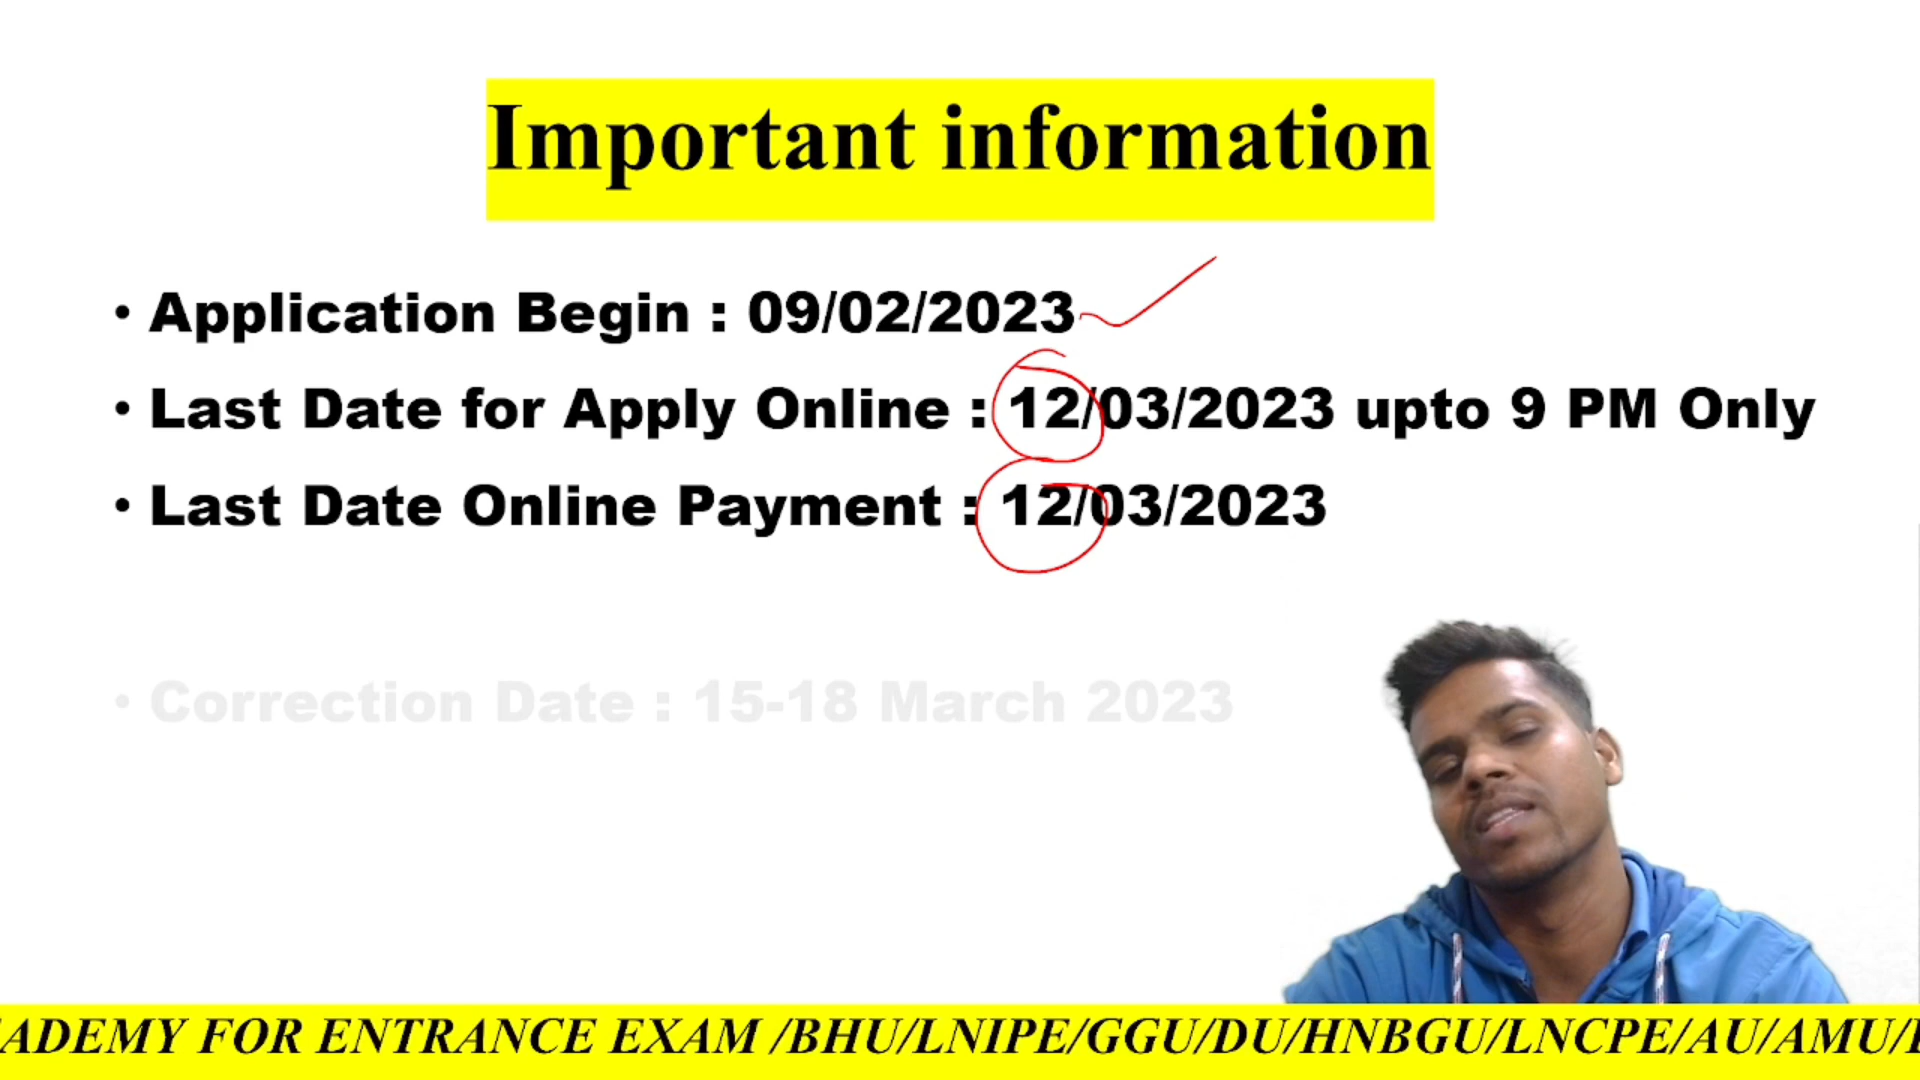 Important information
• Application Begin : 09/02/2023
• Last Date for Apply Online : 12/03/2023 upto 9 PM Only
• Last Date Online Payment : 12/03/2023
• Correction Date : 15-18 March 2023
FOR ENTRANCE EXAM /BHU/LNIPE/GGU/DU/HNBGU/LNCPE/AU/AMU/